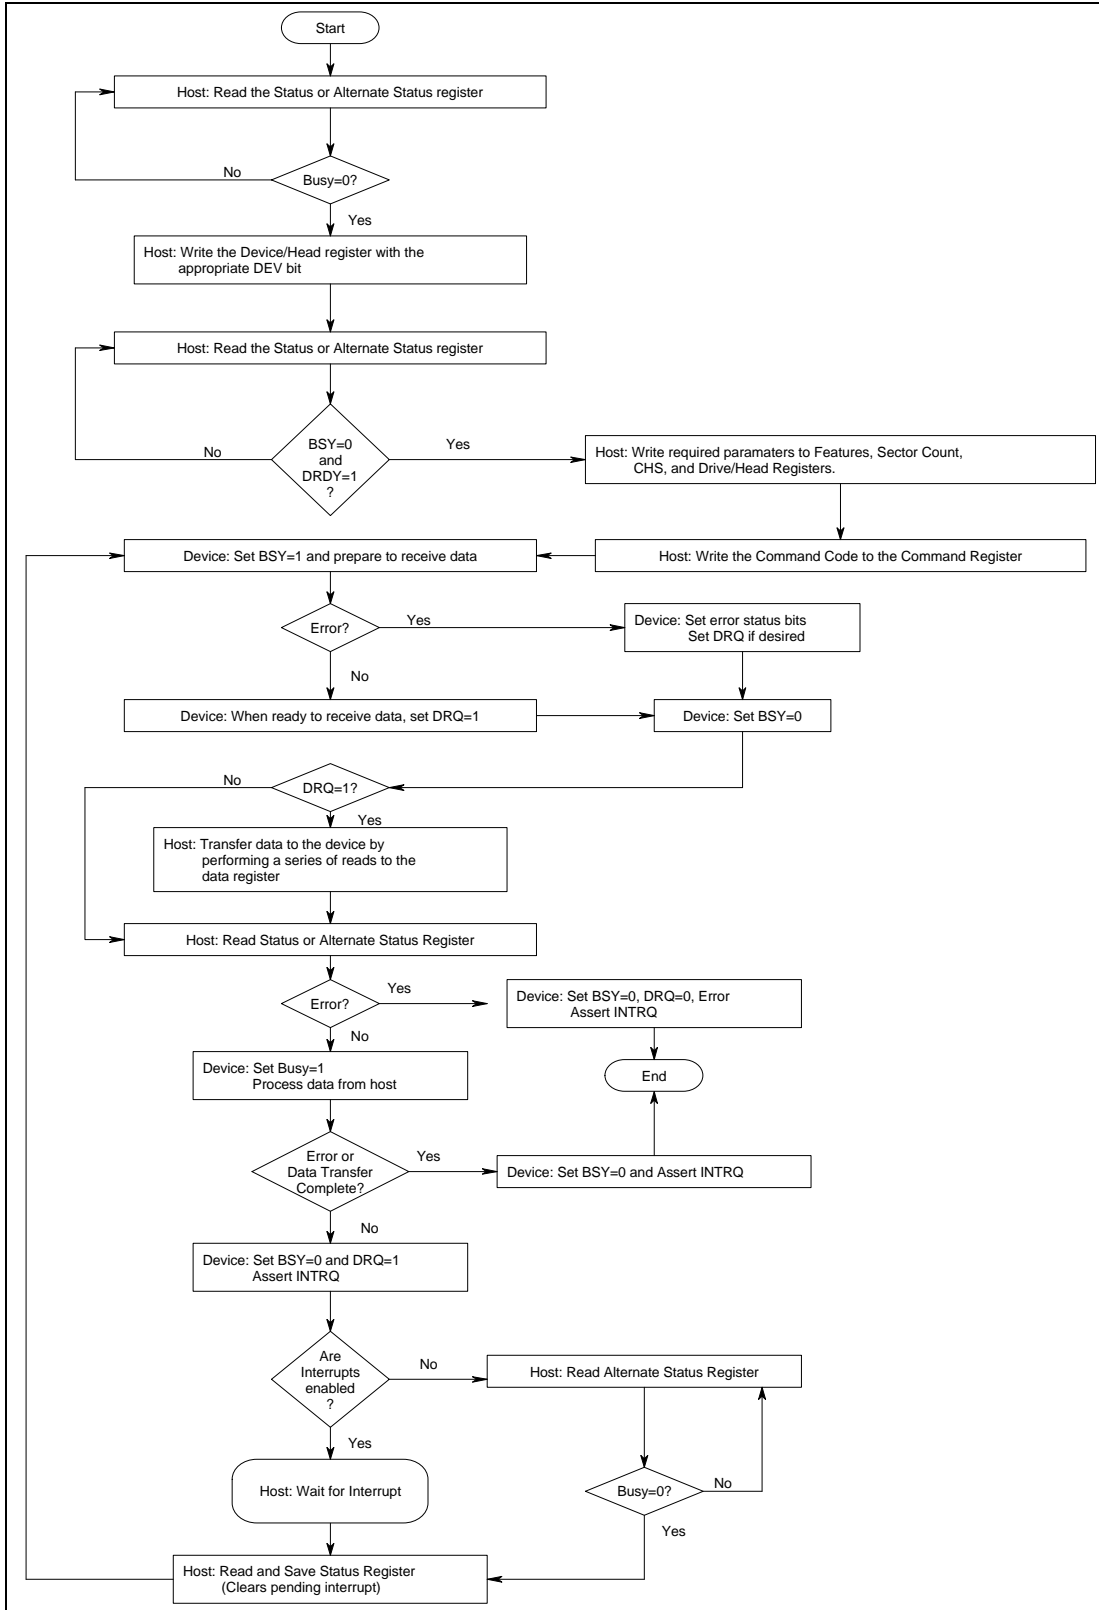 Start
Host: Read the Status or Alternate Status register
No
Busy=0?
Yes
Host: Write the Device/Head register with the
appropriate DEV bit
Host: Read the Status or Alternate Status register
No
BSY=0
and
DRDY=1
?
Yes
Host: Write required paramaters to Features, Sector Count,
CHS, and Drive/Head Registers.
Device: Set BSY=1 and prepare to receive data
Host: Write the Command Code to the Command Register
Error?
Yes
Device: Set error status bits
Set DRQ if desired
No
Device: When ready to receive data, set DRQ=1
Device: Set BSY=0
No
DRQ=1?
Yes
Host: Transfer data to the device by
performing a series of reads to the
data register
Host: Read Status or Alternate Status Register
Error?
Yes
Device: Set BSY=0, DRQ=0, Error
Assert INTRQ
No
Device: Set Busy=1
Process data from host
End
Error or
Data Transfer
Complete?
Yes
Device: Set BSY=0 and Assert INTRQ
No
Device: Set BSY=0 and DRQ=1
Assert INTRQ
Are
Interrupts
enabled
?
No
Host: Read Alternate Status Register
Yes
Host: Wait for Interrupt
Busy=0?
No
Yes
Host: Read and Save Status Register
(Clears pending interrupt)